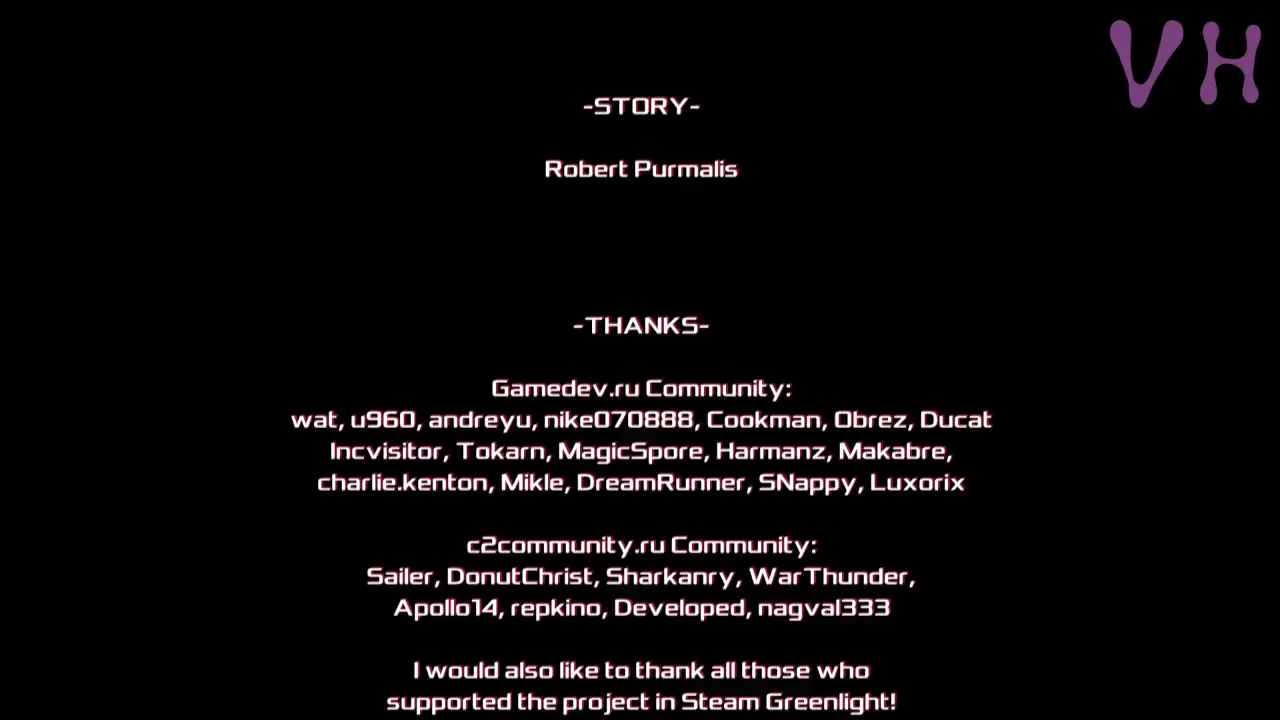 VH
-STORY-
Robert Purmalis
-THANKS-
Gamedev.ru Community:
wat, u960, andreyu, nike070888, Cookman, Obrez, Ducat
Incvisitor, Tokarn, MagicSpore, Harmanz, Makabre,
charlie.kenton, Mikle, DreamRunner, SNappy, Luxorix
c2community.ru Community:
Sailer, DonutChrist, Sharkanry, WarThunder,
Apollo14, repkino, Developed, nagval333
I would also like to thank all those who
supported the project in Steam Greenlight!